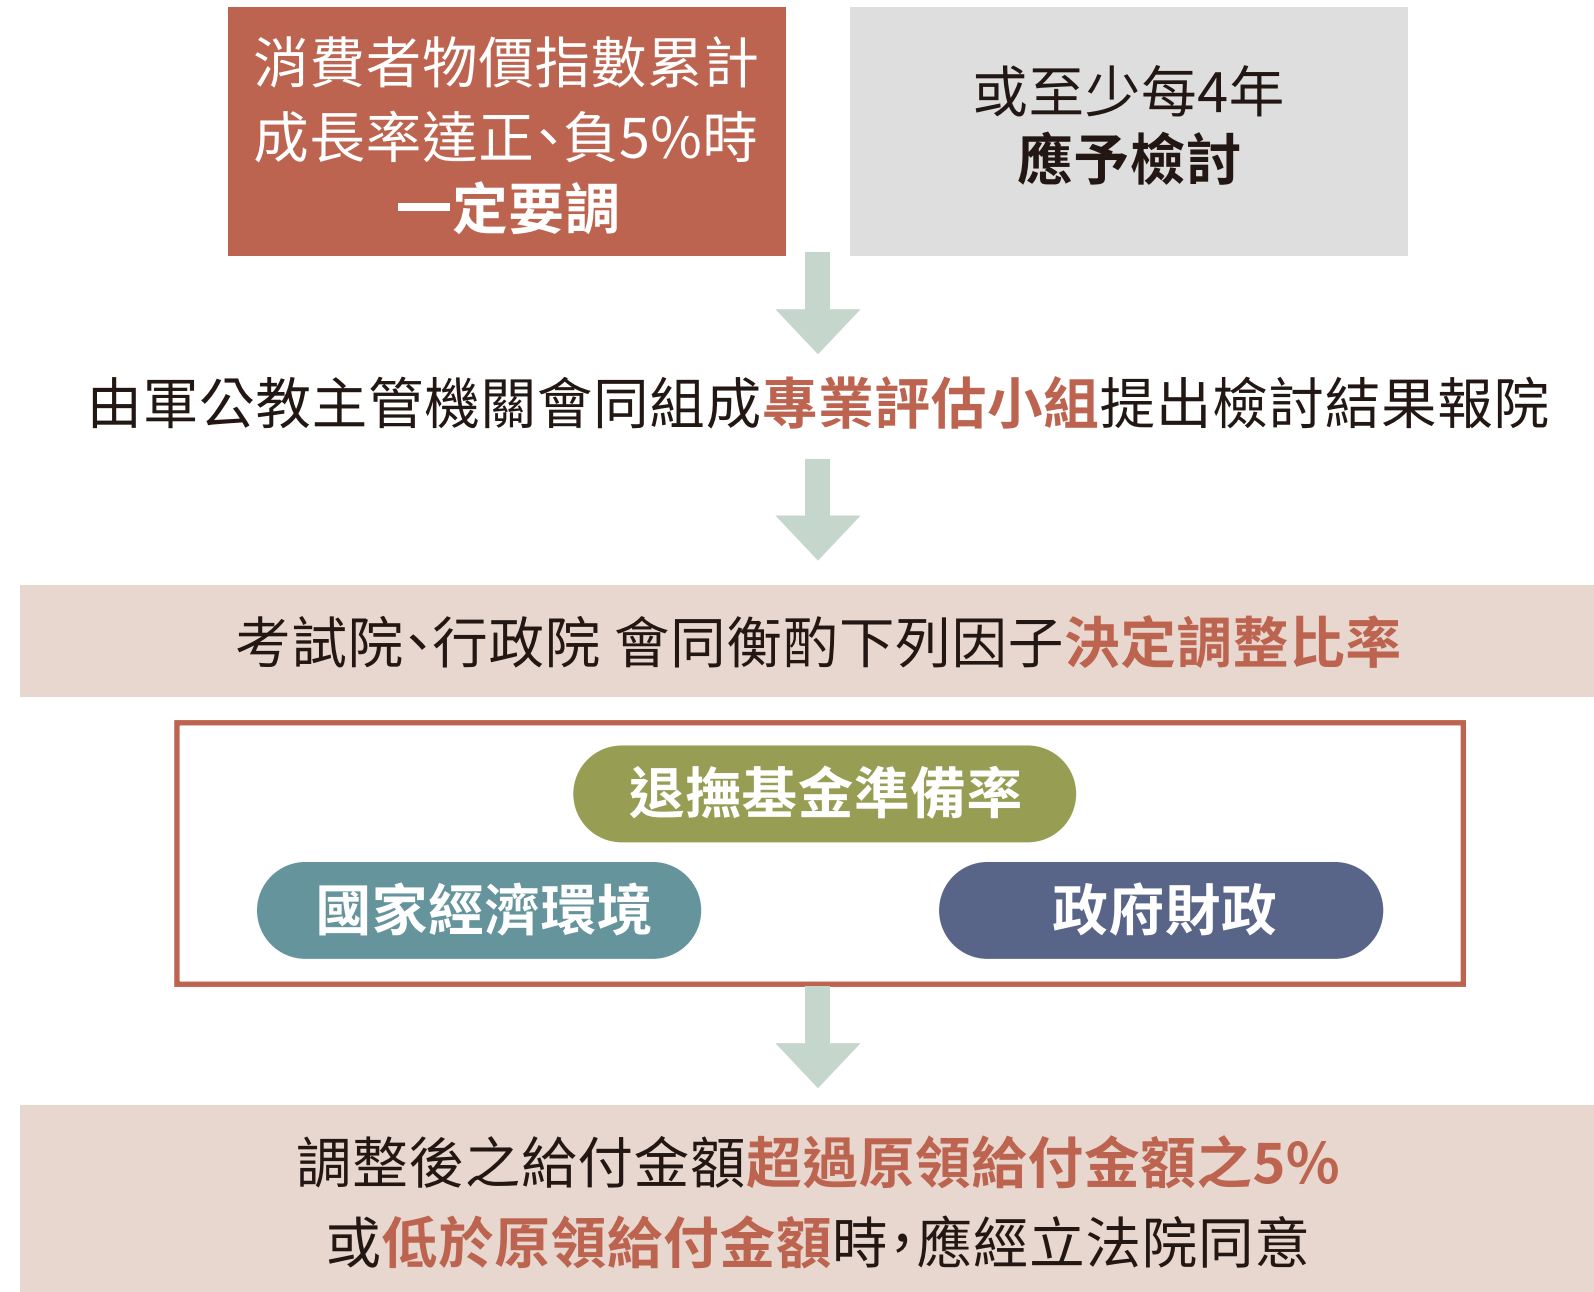 消費者物價指數累計
成長率達正、負5%時
一定要調
或至少每4年
應予檢討
由軍公教主管機關會同組成專業評估小組提出檢討結果報院
考試院、行政院 會同衡酌下列因子決定調整比率
退撫基金準備率
國家經濟環境
政府財政
調整後之給付金額超過原領給付金額之5%
或低於原領給付金額時，應經立法院同意